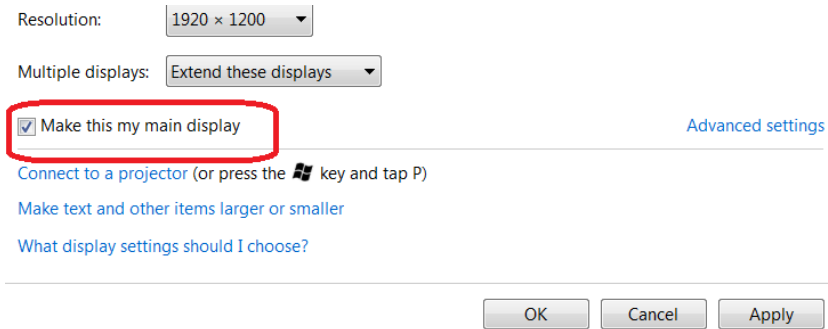 Resolution: 1920 × 1200
Multiple displays: Extend these displays
Make this my main display Advanced settings
Connect to a projector (or press the key and tap P)
Make text and other items larger or smaller
What display settings should I choose?
OK Cancel Apply